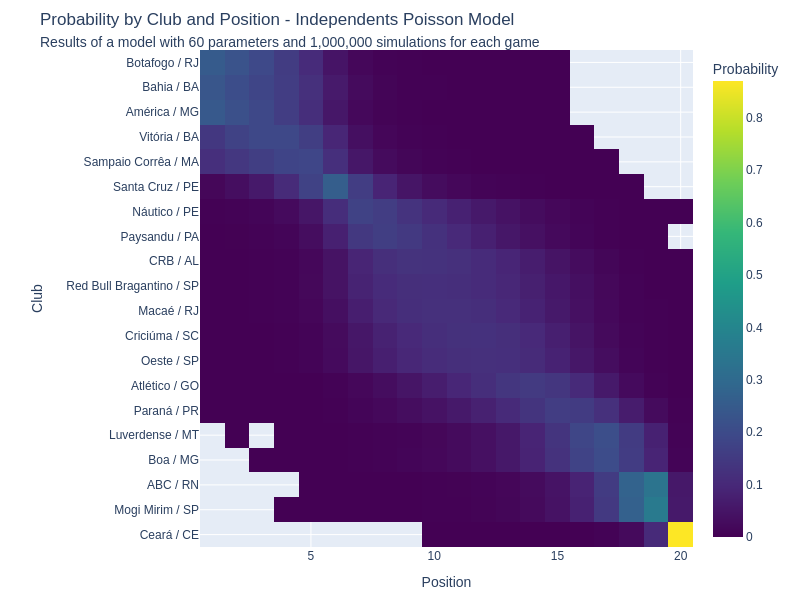 Probability by Club and Position - Independents Poisson Model
Results of a model with 60 parameters and 1,000,000 simulations for each game
Probability
Botafogo / RJ
Bahia / BA
América / MG
Vitória / BA
Sampaio Corrêa / MA
Santa Cruz / PE
Náutico / PE
Paysandu / PA
CRB / AL
Red Bull Bragantino / SP
Macaé / RJ
Criciúma / SC
Oeste / SP
Atlético / GO
Paraná / PR
Luverdense / MT
Boa / MG
ABC / RN
Mogi Mirim / SP
Ceará / CE
Club
5
10
15
20
Position
0.8
0.7
0.6
0.5
0.4
0.3
0.2
0.1
0